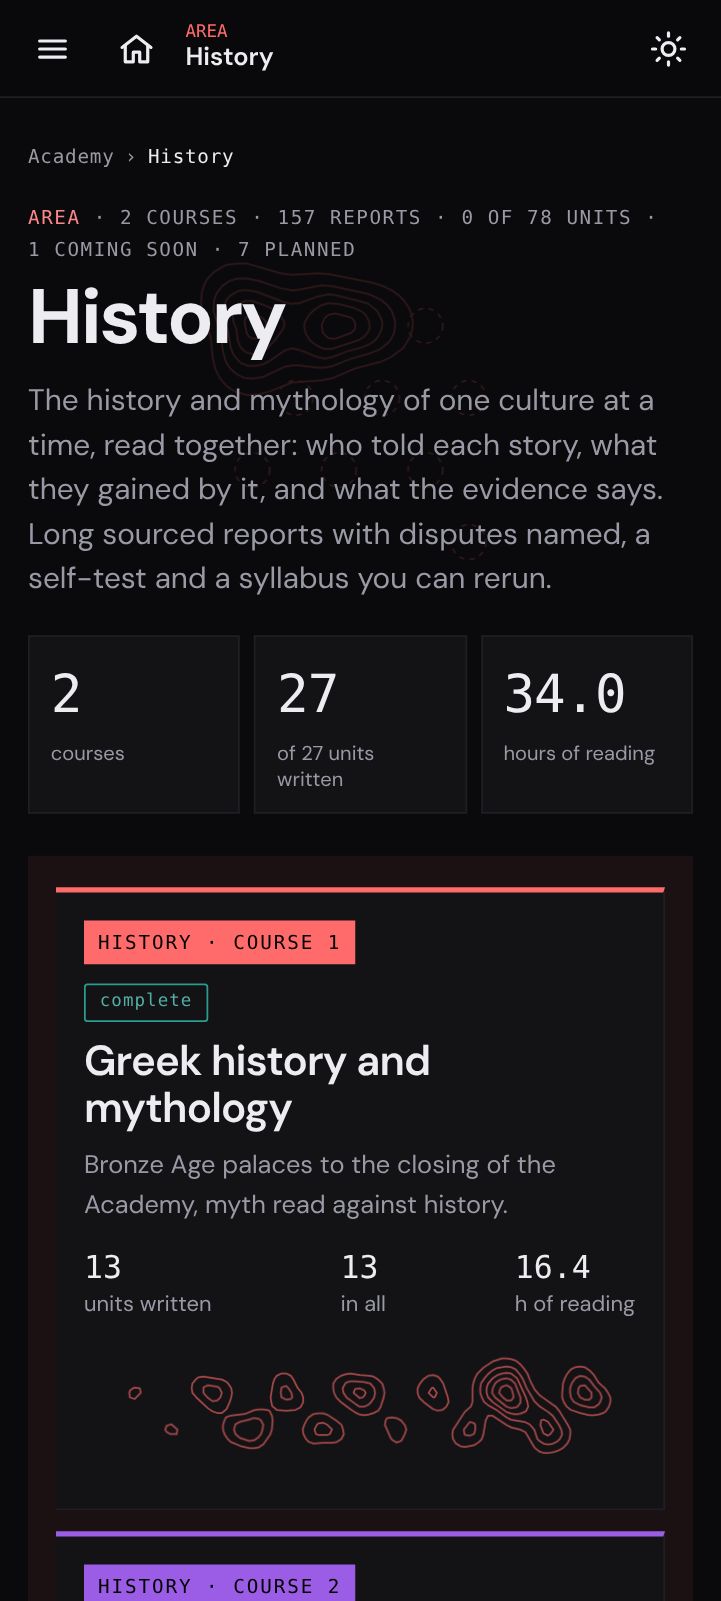 AREA
History
Academy › History
AREA · 2 COURSES · 157 REPORTS · 0 OF 78 UNITS ·
1 COMING SOON · 7 PLANNED
History
The history and mythology of one culture at a
time, read together: who told each story, what
they gained by it, and what the evidence says.
Long sourced reports with disputes named, a
self-test and a syllabus you can rerun.
2
courses
27
of 27 units
written
34.0
hours of reading
HISTORY · COURSE 1
complete
Greek history and
mythology
Bronze Age palaces to the closing of the
Academy, myth read against history.
13
units written
13
in all
16.4
h of reading
HISTORY · COURSE 2